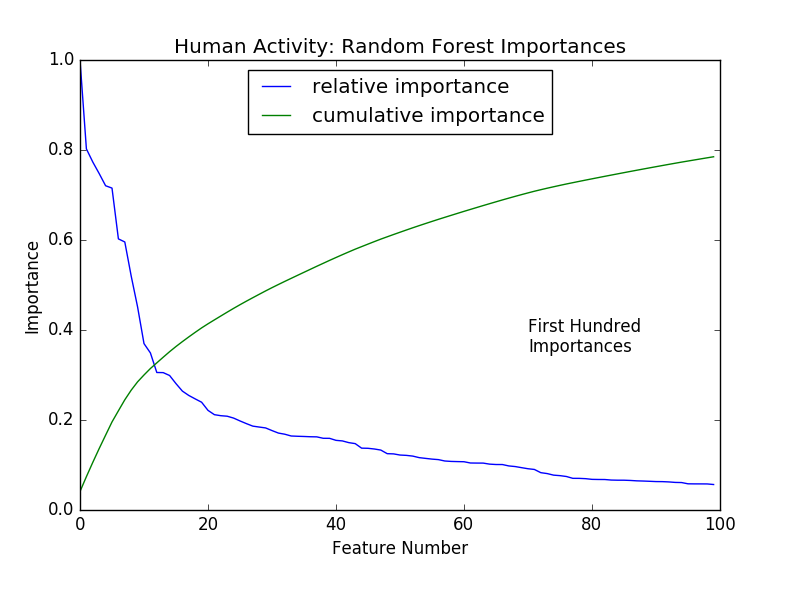 Human Activity: Random Forest Importances
1.0
relative importance
cumulative importance
0.8
0.6
Importance
0.4
First Hundred
Importances
0.2
0.0
0 20 40 60 80 100
Feature Number